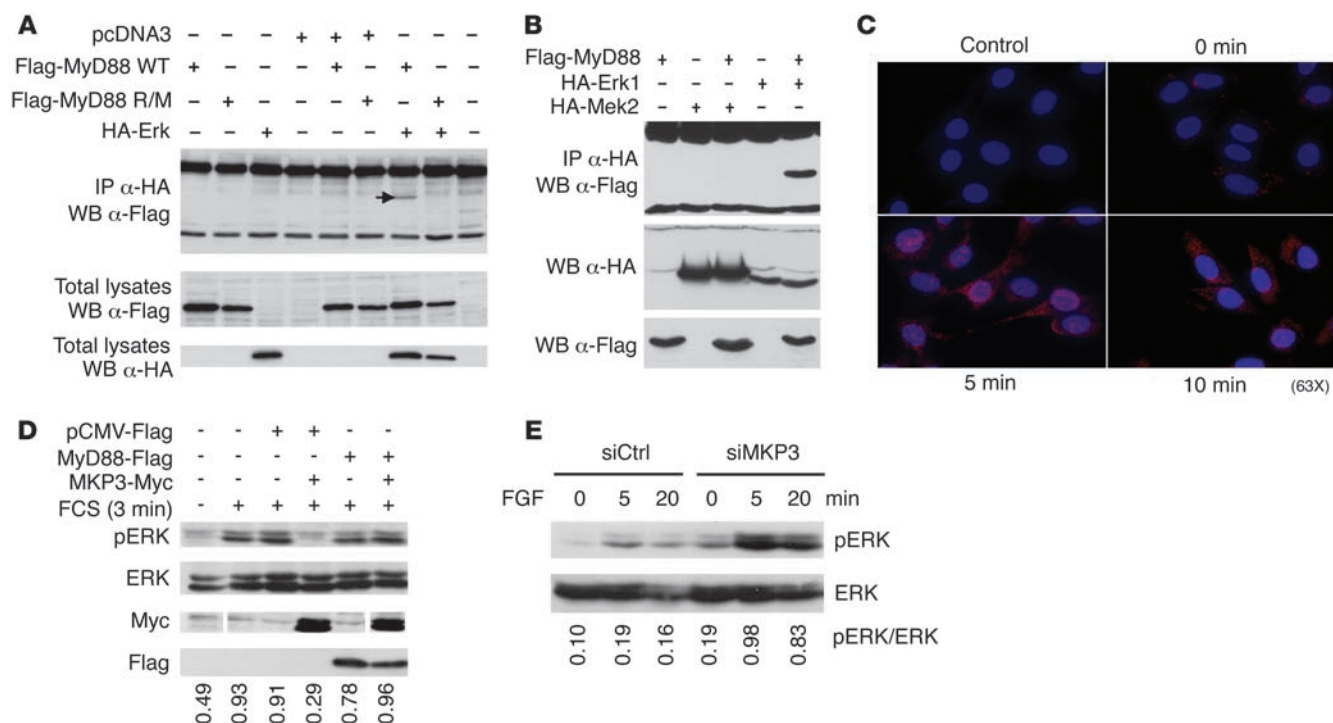 A
pcDNA3 – – – + + + – – –
Flag-MyD88 WT + – – – + – + – –
Flag-MyD88 R/M – + – – – + – + –
HA-Erk – – + – – – + + –
IP α-HA
WB α-Flag
Total lysates
WB α-Flag
Total lysates
WB α-HA
B
Flag-MyD88 + – + – +
HA-Erk1 – – – + +
HA-Mek2 – + + – –
IP α-HA
WB α-Flag
WB α-HA
WB α-Flag
C
Control 0 min
5 min 10 min (63X)
D
pCMV-Flag - - + + - -
MyD88-Flag - - - - + +
MKP3-Myc - - - + - +
FCS (3 min) - + + + + +
pERK
ERK
Myc
Flag
0.49 0.93 0.91 0.29 0.78 0.96
E
siCtrl siMKP3
FGF 0 5 20 0 5 20 min
pERK
ERK
0.10 0.19 0.16 0.19 0.98 0.83 pERK/ERK